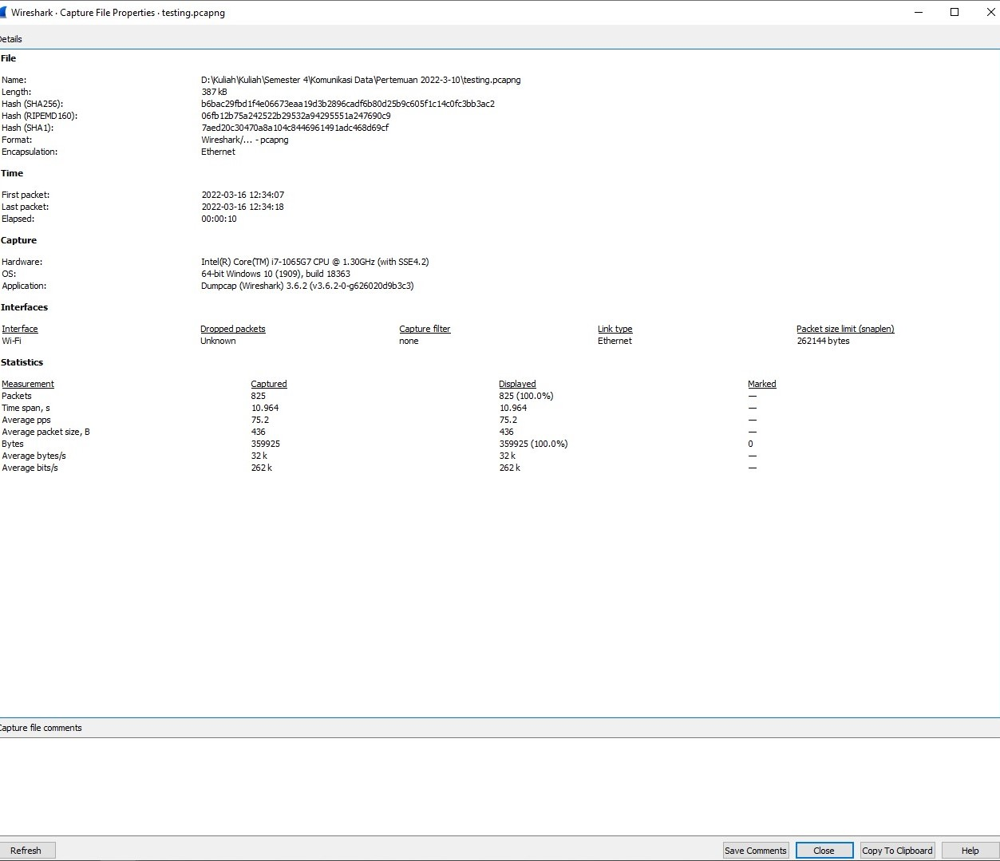 Wireshark · Capture File Properties · testing.pcapng
Details
File
Name: D:\Kuliah\Kuliah\Semester 4\Komunikasi Data\Pertemuan 2022-3-10\testing.pcapng
Length: 387 kB
Hash (SHA256): b6bac29fbd1f4e06673eaa19d3b2896cadf6b80d25b9c605f1c14c0fc3bb3ac2
Hash (RIPEMD160): 06fb12b75a242522b29532a94295551a247690c9
Hash (SHA1): 7aed20c30470a8a104c8446961491adc468d69cf
Format: Wireshark/... - pcapng
Encapsulation: Ethernet
Time
First packet: 2022-03-16 12:34:07
Last packet: 2022-03-16 12:34:18
Elapsed: 00:00:10
Capture
Hardware: Intel(R) Core(TM) i7-1065G7 CPU @ 1.30GHz (with SSE4.2)
OS: 64-bit Windows 10 (1909), build 18363
Application: Dumpcap (Wireshark) 3.6.2 (v3.6.2-0-g626020d9b3c3)
Interfaces
Interface Dropped packets Capture filter Link type Packet size limit (snaplen)
Wi-Fi Unknown none Ethernet 262144 bytes
Statistics
Measurement Captured Displayed Marked
Packets 825 825 (100.0%) —
Time span, s 10.964 10.964 —
Average pps 75.2 75.2 —
Average packet size, B 436 436 —
Bytes 359925 359925 (100.0%) 0
Average bytes/s 32 k 32 k —
Average bits/s 262 k 262 k —
Capture file comments
Refresh Save Comments Close Copy To Clipboard Help